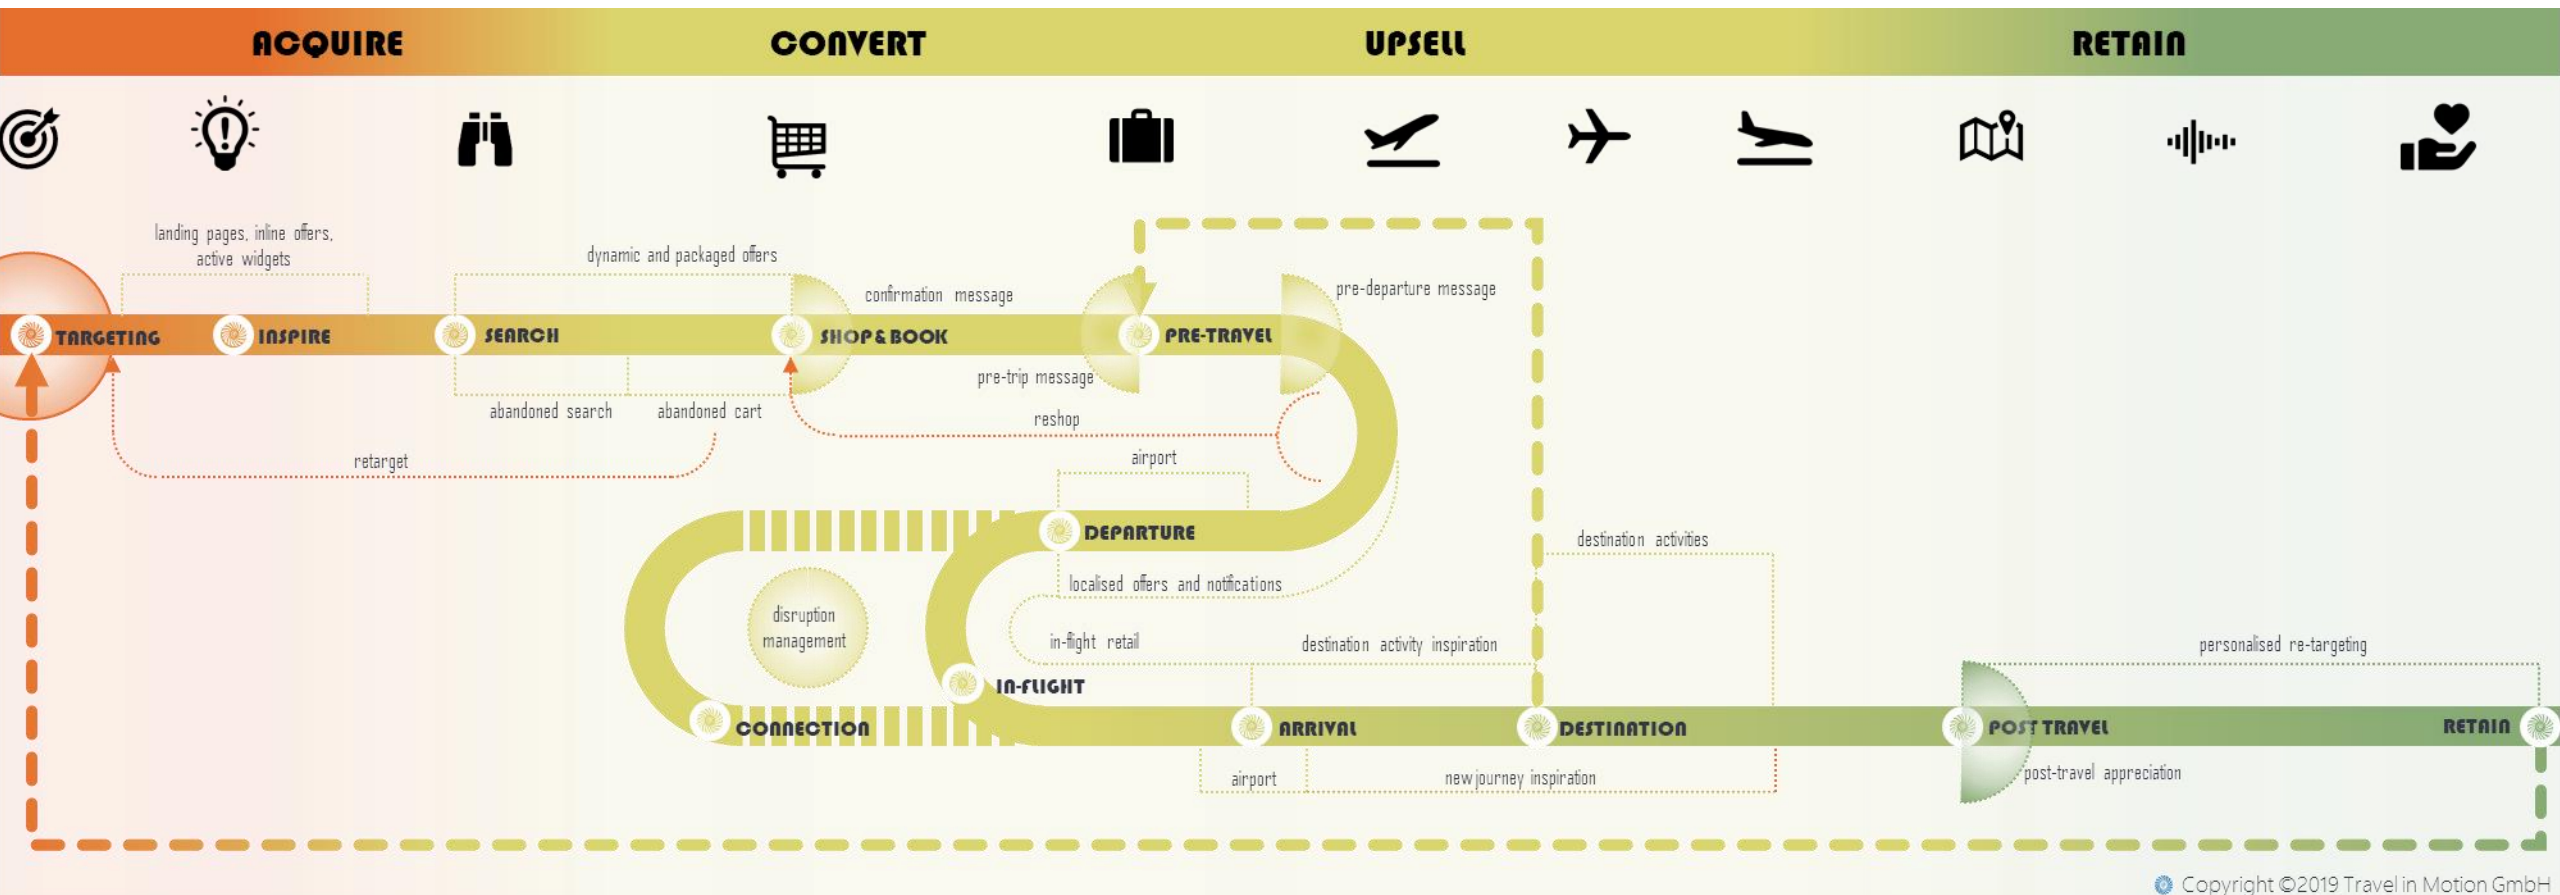 ACQUIRE
CONVERT
UPSELL
RETAIN
landing pages, inline offers,
active widgets
dynamic and packaged offers
confirmation message
pre-departure message
TARGETING
INSPIRE
SEARCH
SHOP & BOOK
PRE-TRAVEL
pre-trip message
abandoned search
abandoned cart
reshop
retarget
airport
DEPARTURE
destination activities
localised offers and notifications
disruption
management
in-flight retail
destination activity inspiration
personalised re-targeting
IN-FLIGHT
CONNECTION
ARRIVAL
DESTINATION
POST TRAVEL
RETAIN
airport
new journey inspiration
post-travel appreciation
Copyright ©2019 Travel in Motion GmbH